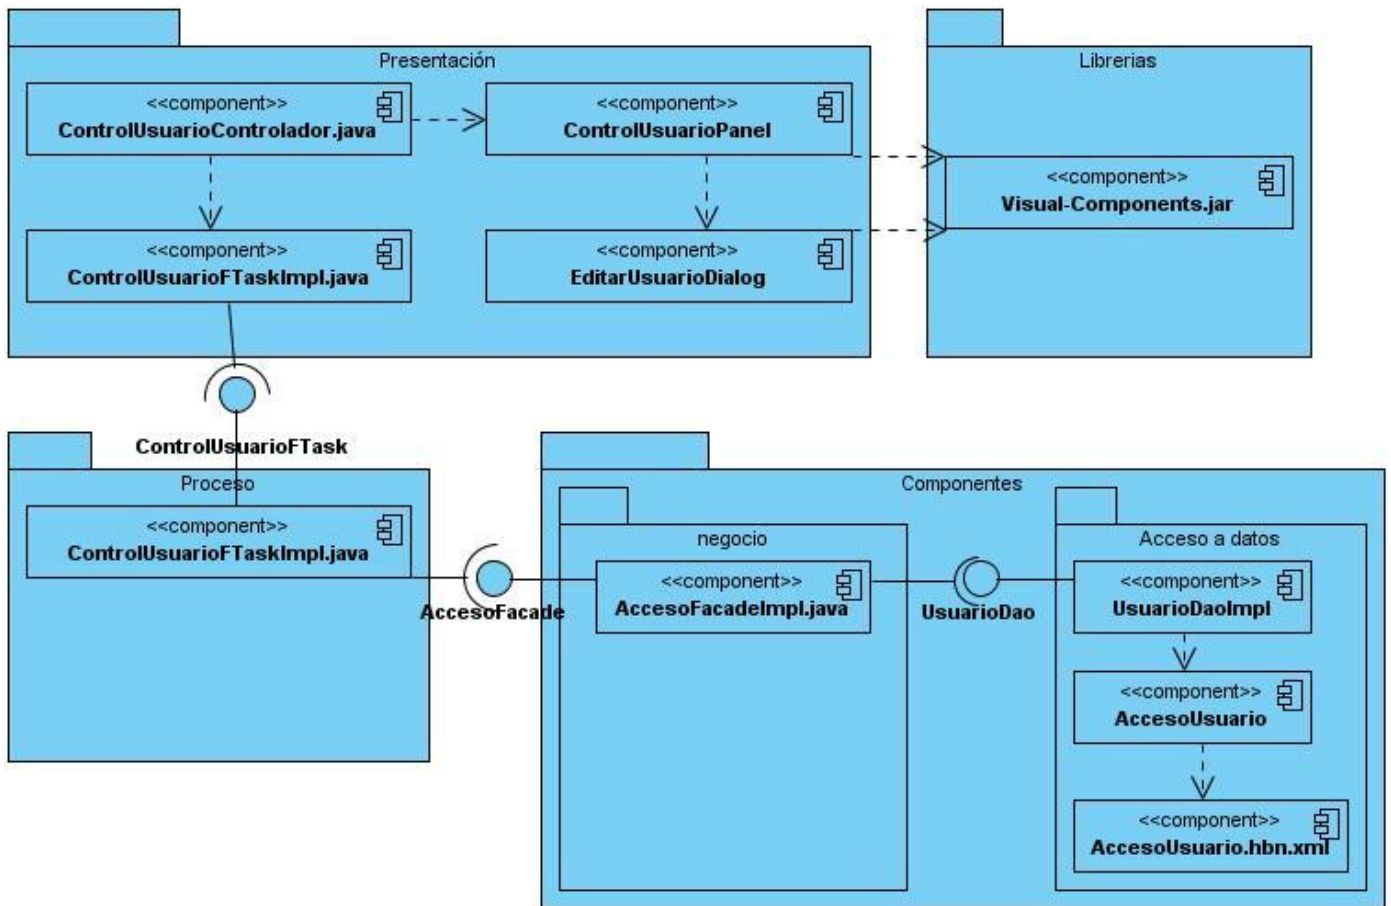 Presentación
<<component>>
ControlUsuarioControlador.java
<<component>>
ControlUsuarioPanel
<<component>>
ControlUsuarioFTaskImpl.java
<<component>>
EditarUsuarioDialog
Librerias
<<component>>
Visual-Components.jar
ControlUsuarioFTask
Proceso
<<component>>
ControlUsuarioFTaskImpl.java
AccesoFacade
Componentes
negocio
<<component>>
AccesoFacadeImpl.java
UsuarioDao
Acceso a datos
<<component>>
UsuarioDaoImpl
<<component>>
AccesoUsuario
<<component>>
AccesoUsuario.hbn.xml